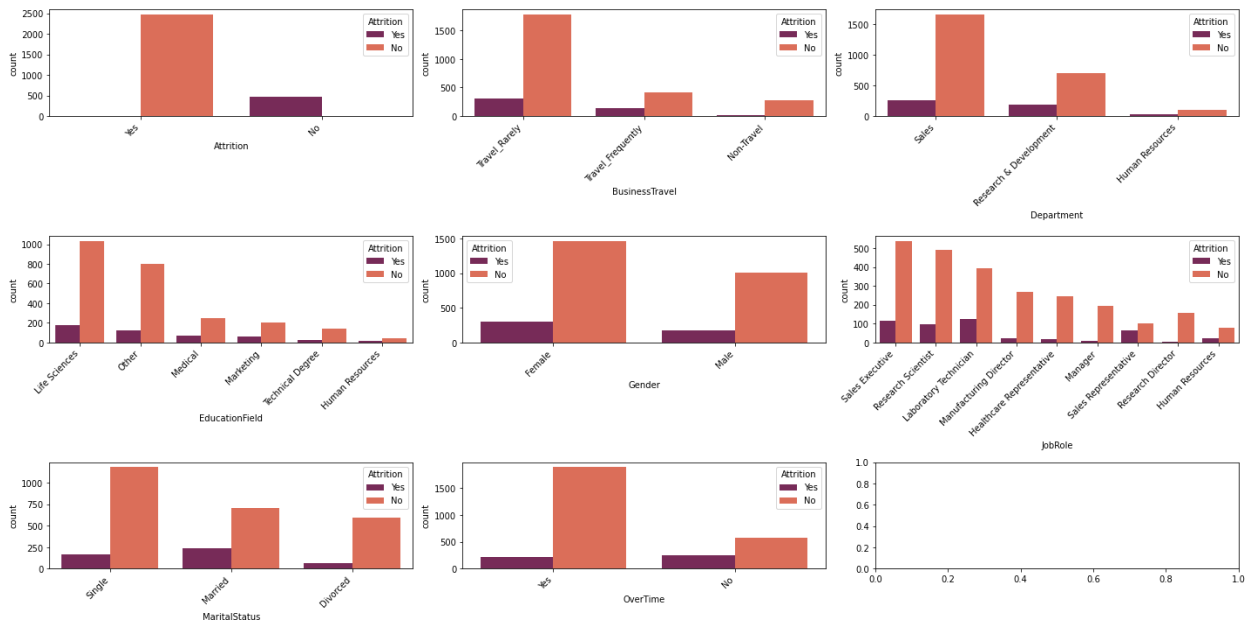 2500
2000
1500
1000
500
0
count
Attrition
Yes
No
Yes
No
Attrition
1500
1000
500
0
count
Attrition
Yes
No
Travel_Rarely
Travel_Frequently
Non-Travel
BusinessTravel
1500
1000
500
0
count
Attrition
Yes
No
Sales
Research & Development
Human Resources
Department
1000
800
600
400
200
0
count
Attrition
Yes
No
Life Sciences
Other
Medical
Marketing
Technical Degree
Human Resources
EducationField
1500
1000
500
0
count
Attrition
Yes
No
Female
Male
Gender
500
400
300
200
100
0
count
Attrition
Yes
No
Sales Executive
Research Scientist
Laboratory Technician
Manufacturing Director
Healthcare Representative
Manager
Sales Representative
Research Director
Human Resources
JobRole
1000
750
500
250
0
count
Attrition
Yes
No
Single
Married
Divorced
MaritalStatus
1500
1000
500
0
count
Attrition
Yes
No
Yes
No
OverTime
1.0
0.8
0.6
0.4
0.2
0.0
0.0 0.2 0.4 0.6 0.8 1.0